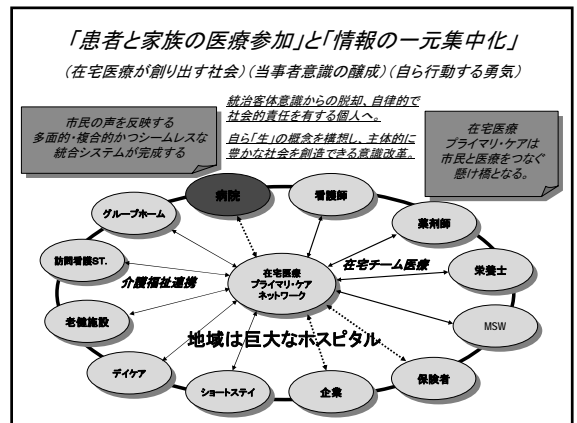 「患者と家族の医療参加」と「情報の一元集中化」
（在宅医療が創り出す社会）（当事者意識の醸成）（自ら行動する勇気）
市民の声を反映する
多面的・複合的かつシームレスな
統合システムが完成する
統治客体意識からの脱却、自律的で
社会的責任を有する個人へ。
自ら「生」の概念を構想し、主体的に
豊かな社会を創造できる意識改革。
在宅医療
プライマリ・ケアは
市民と医療をつなぐ
懸け橋となる。
病院
看護師
グループホーム
薬剤師
訪問看護ST.
介護福祉連携
在宅医療
プライマリ・ケア
ネットワーク
在宅チーム医療
栄養士
老健施設
地域は巨大なホスピタル
MSW
デイケア
ショートステイ
企業
保険者